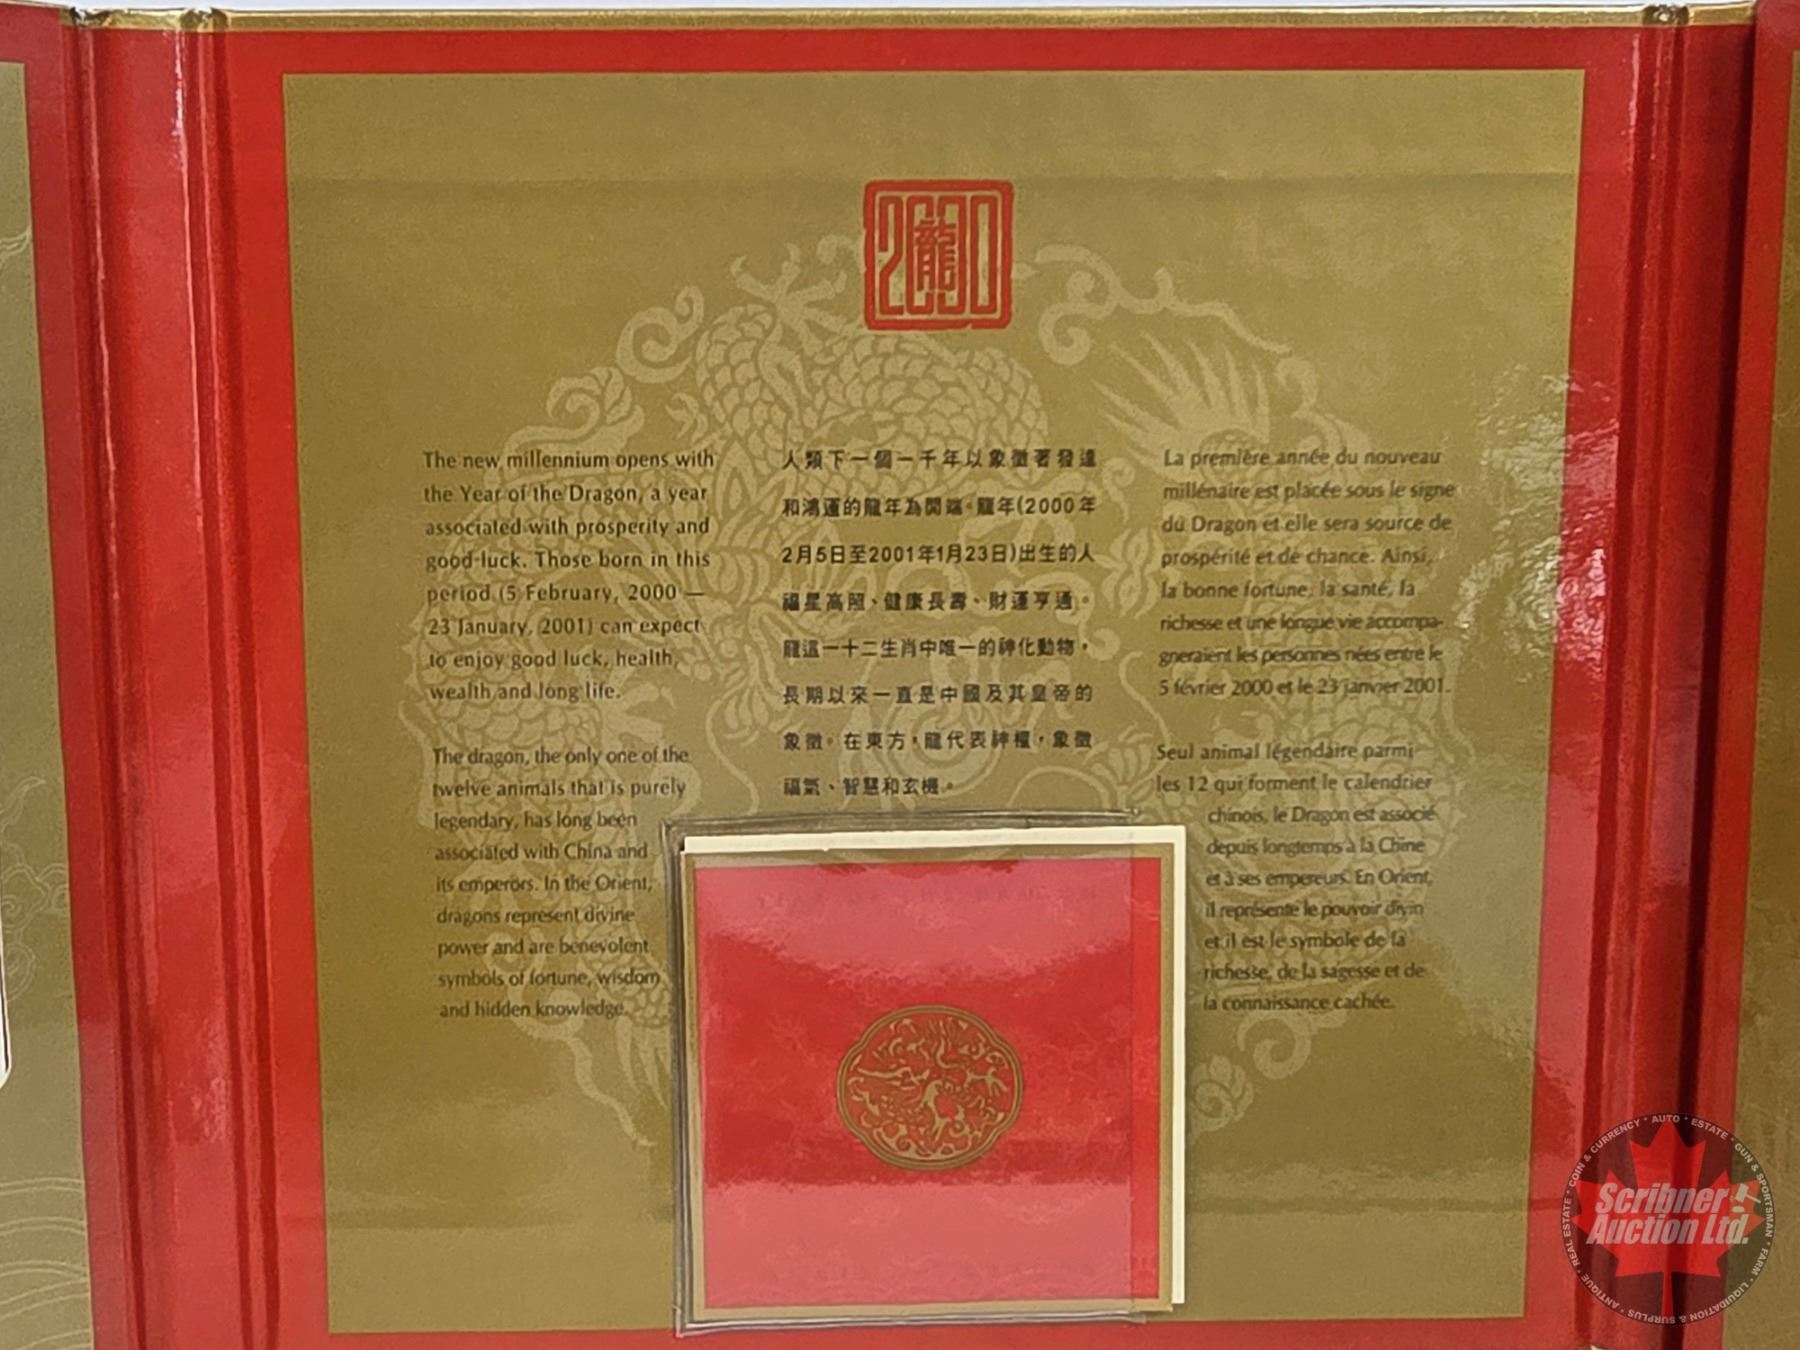 2000
龍
The new millennium opens with
the Year of the Dragon, a year
associated with prosperity and
good luck. Those born in this
period (5 February, 2000 —
23 January, 2001) can expect
to enjoy good luck, health,
wealth and long life.
The dragon, the only one of the
twelve animals that is purely
legendary, has long been
associated with China and
its emperors. In the Orient,
dragons represent divine
power and are benevolent
symbols of fortune, wisdom
and hidden knowledge.
人類下一個一千年以象徵著發達
和鴻運的龍年為開端。龍年(2000年
2月5日至2001年1月23日)出生的人
福星高照、健康長壽、財運亨通。
龍這一十二生肖中唯一的神化動物，
長期以來一直是中國及其皇帝的
象徵。在東方，龍代表神權，象徵
福氣、智慧和玄機。
La première année du nouveau
millénaire est placée sous le signe
du Dragon et elle sera source de
prospérité et de chance. Ainsi,
la bonne fortune, la santé, la
richesse et une longue vie accompa-
gneraient les personnes nées entre le
5 février 2000 et le 23 janvier 2001.
Seul animal légendaire parmi
les 12 qui forment le calendrier
chinois, le Dragon est associé
depuis longtemps à la Chine
et à ses empereurs. En Orient,
il représente le pouvoir divin
et il est le symbole de la
richesse, de la sagesse et de
la connaissance cachée.
Scribner
Auction Ltd.
COIN & CURRENCY * AUTO * ESTATE * GUN & SPORTSMAN * FARM * LIQUIDATION & SURPLUS * ANTIQUE * REAL ESTATE *